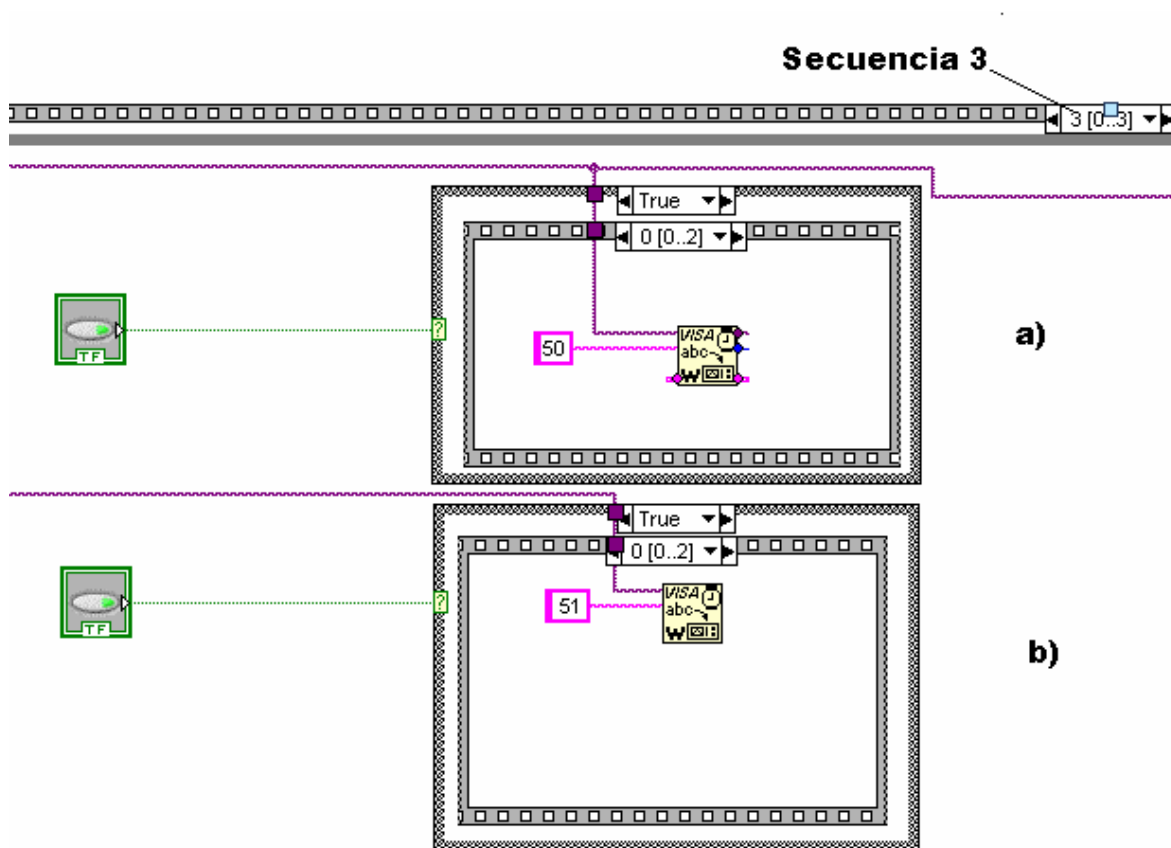 Secuencia 3
3 [0..3]
True
0 [0..2]
TF
50
VISA
abc
W
a)
True
0 [0..2]
TF
51
VISA
abc
W
b)